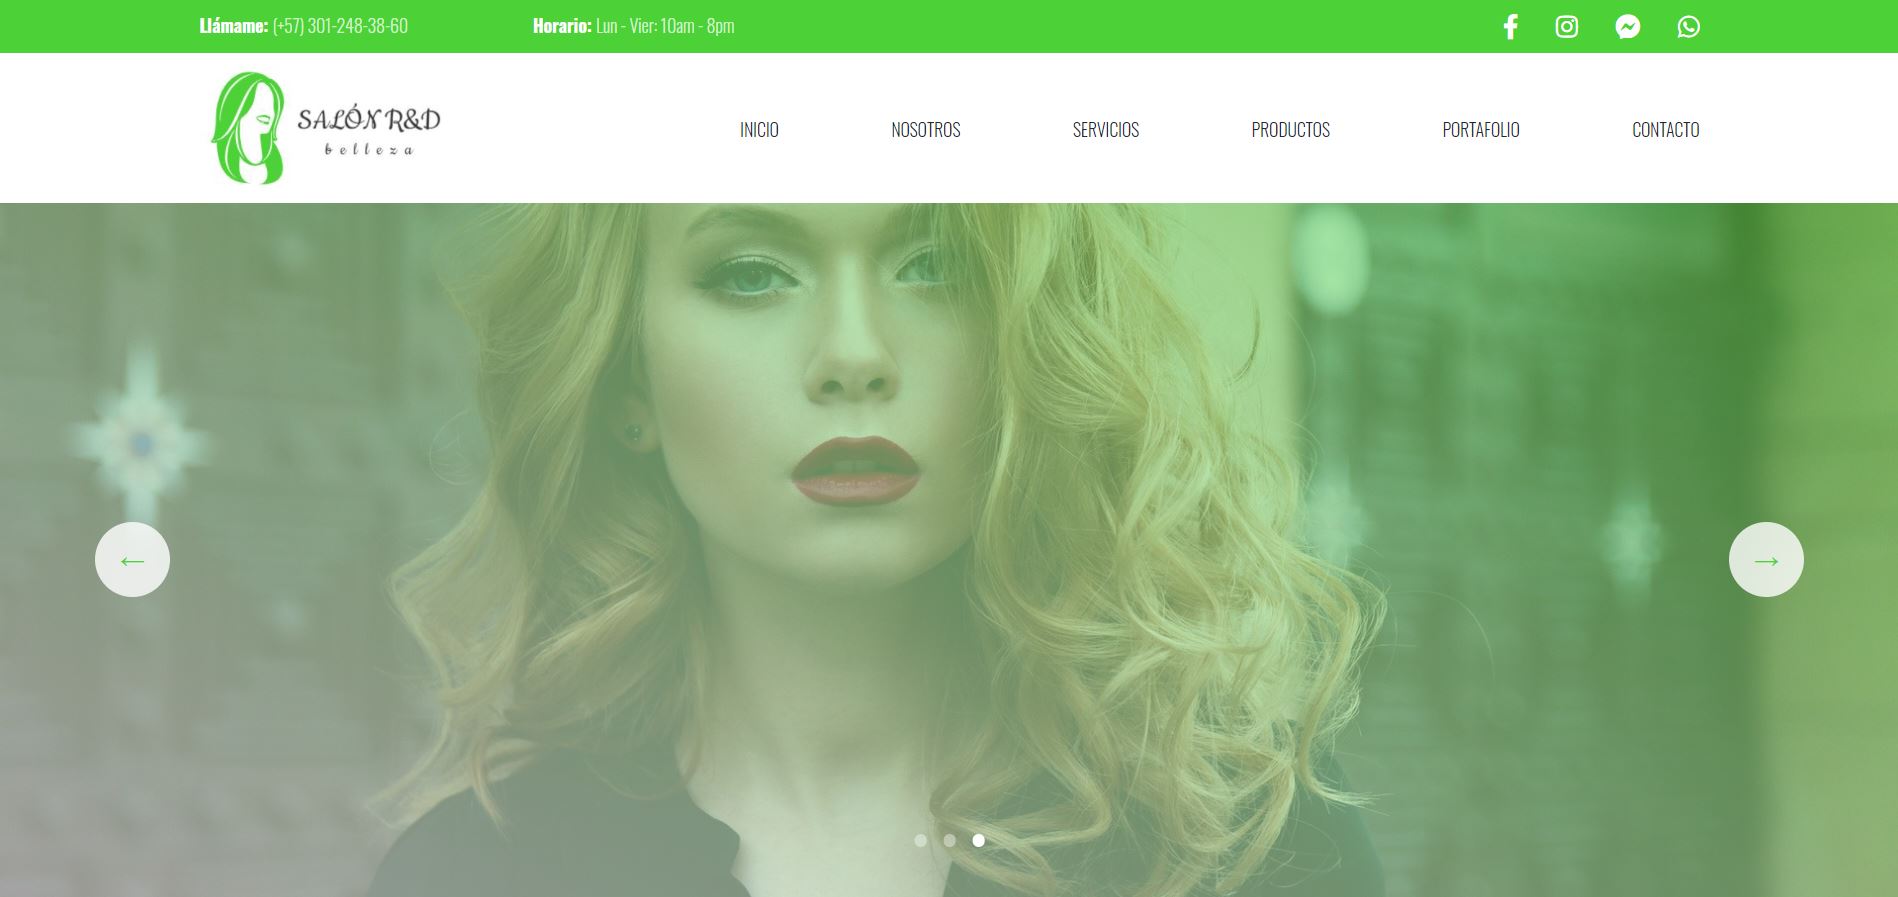 Llámame: (+57) 301-248-38-60
Horario: Lun - Vier: 10am - 8pm
SALÓN R&D
belleza
INICIO
NOSOTROS
SERVICIOS
PRODUCTOS
PORTAFOLIO
CONTACTO